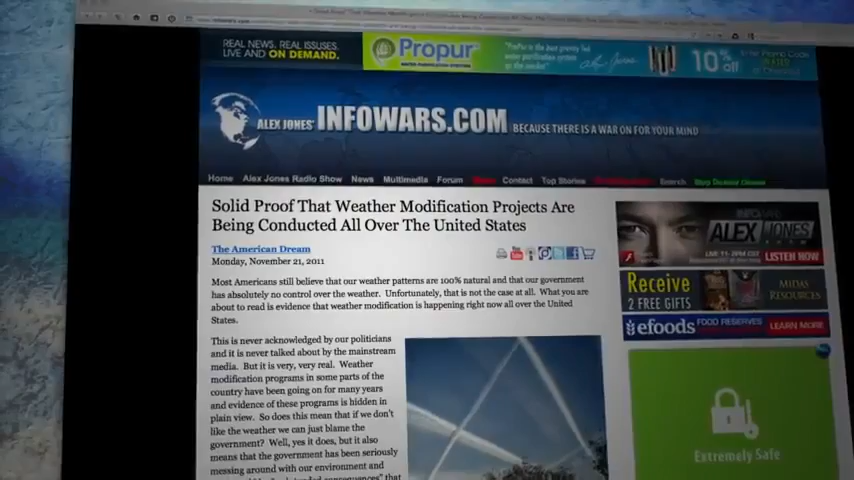 REAL NEWS. REAL ISSUES.
LIVE AND ON DEMAND.
Propur
10% off
ALEX JONES' INFOWARS.COM BECAUSE THERE IS A WAR ON FOR YOUR MIND
Home Alex Jones Radio Show News Multimedia Forum Contact Top Stories Search
Solid Proof That Weather Modification Projects Are
Being Conducted All Over The United States
The American Dream
Monday, November 21, 2011
Most Americans still believe that our weather patterns are 100% natural and that our government
has absolutely no control over the weather. Unfortunately, that is not the case at all. What you are
about to read is evidence that weather modification is happening right now all over the United
States.
This is never acknowledged by our politicians
and it is never talked about by the mainstream
media. But it is very, very real. Weather
modification programs in some parts of the
country have been going on for many years
and evidence of these programs is hidden in
plain view. So does this mean that if we don't
like the weather we can just blame the
government? Well, yes it does, but it also
means that the government has been seriously
messing around with our environment and
ALEX JONES
LIVE 11-2PM CST LISTEN NOW
Receive
2 FREE GIFTS
MIDAS
RESOURCES
efoods FOOD RESERVES LEARN MORE
Extremely Safe